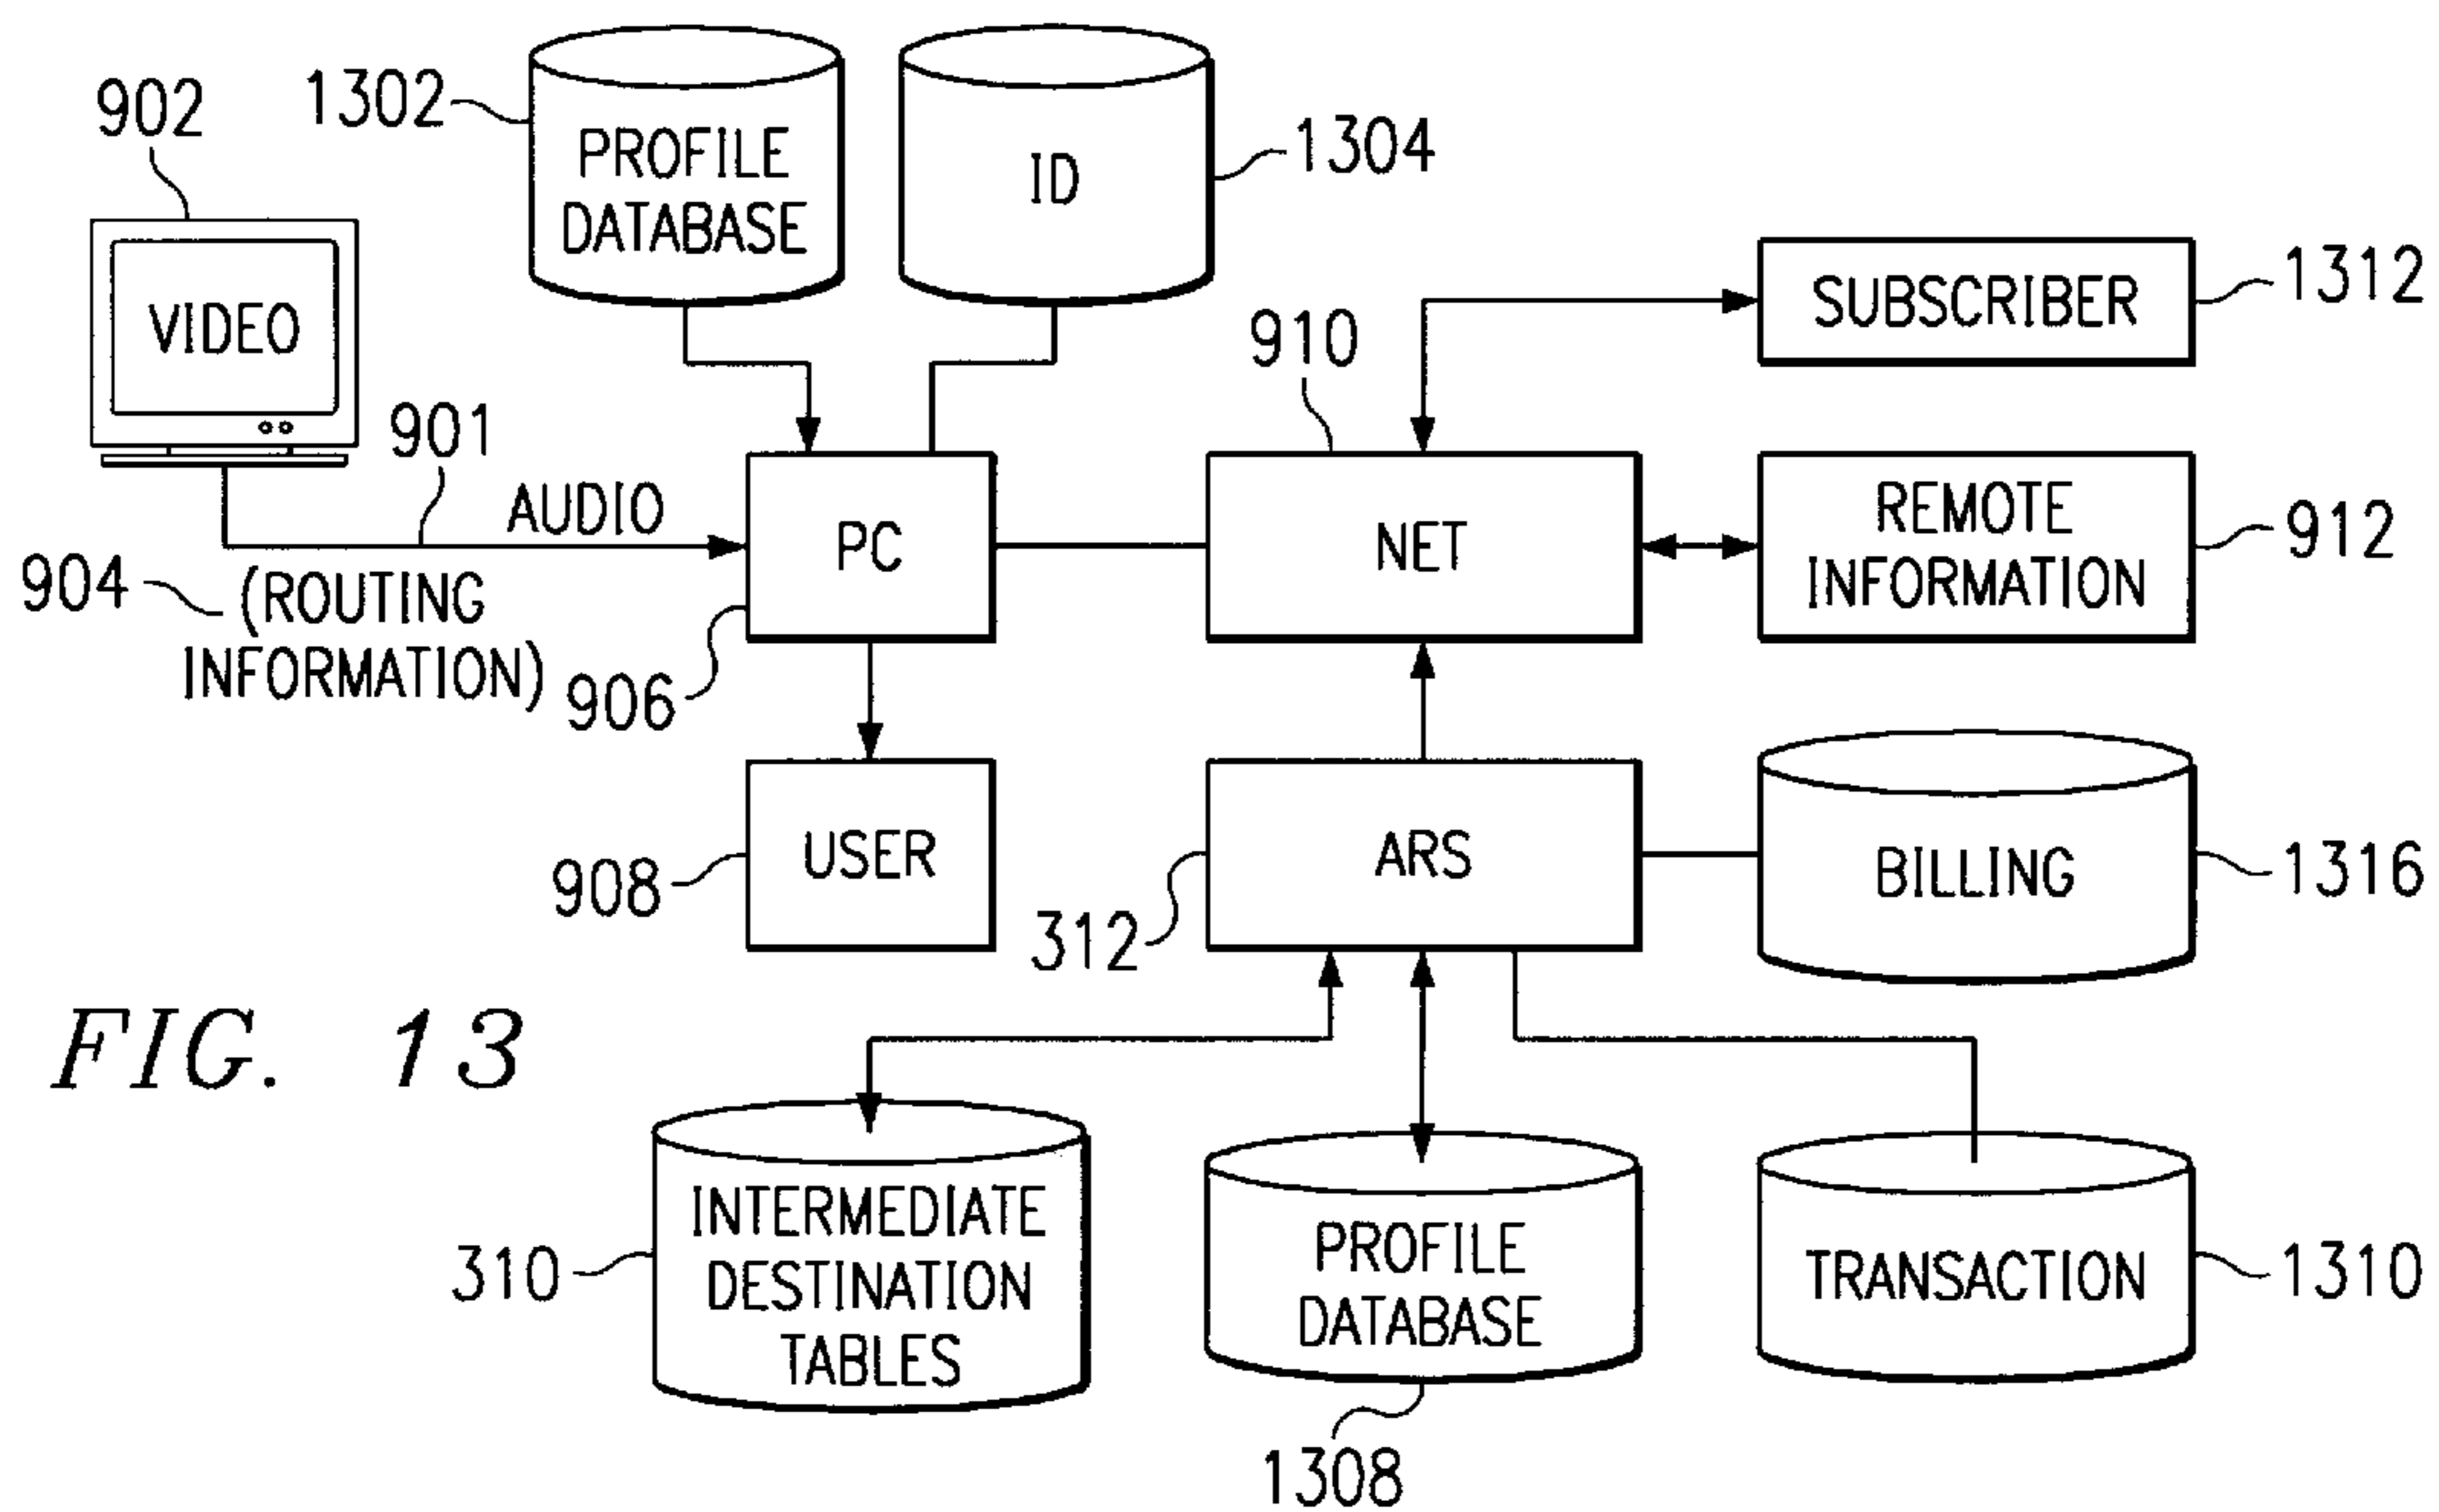 902
1302
PROFILE
DATABASE
ID
1304
VIDEO
SUBSCRIBER
1312
910
901
AUDIO
904
(ROUTING
INFORMATION)
906
PC
NET
REMOTE
INFORMATION
912
908
USER
312
ARS
BILLING
1316
FIG. 13
310
INTERMEDIATE
DESTINATION
TABLES
PROFILE
DATABASE
1308
TRANSACTION
1310